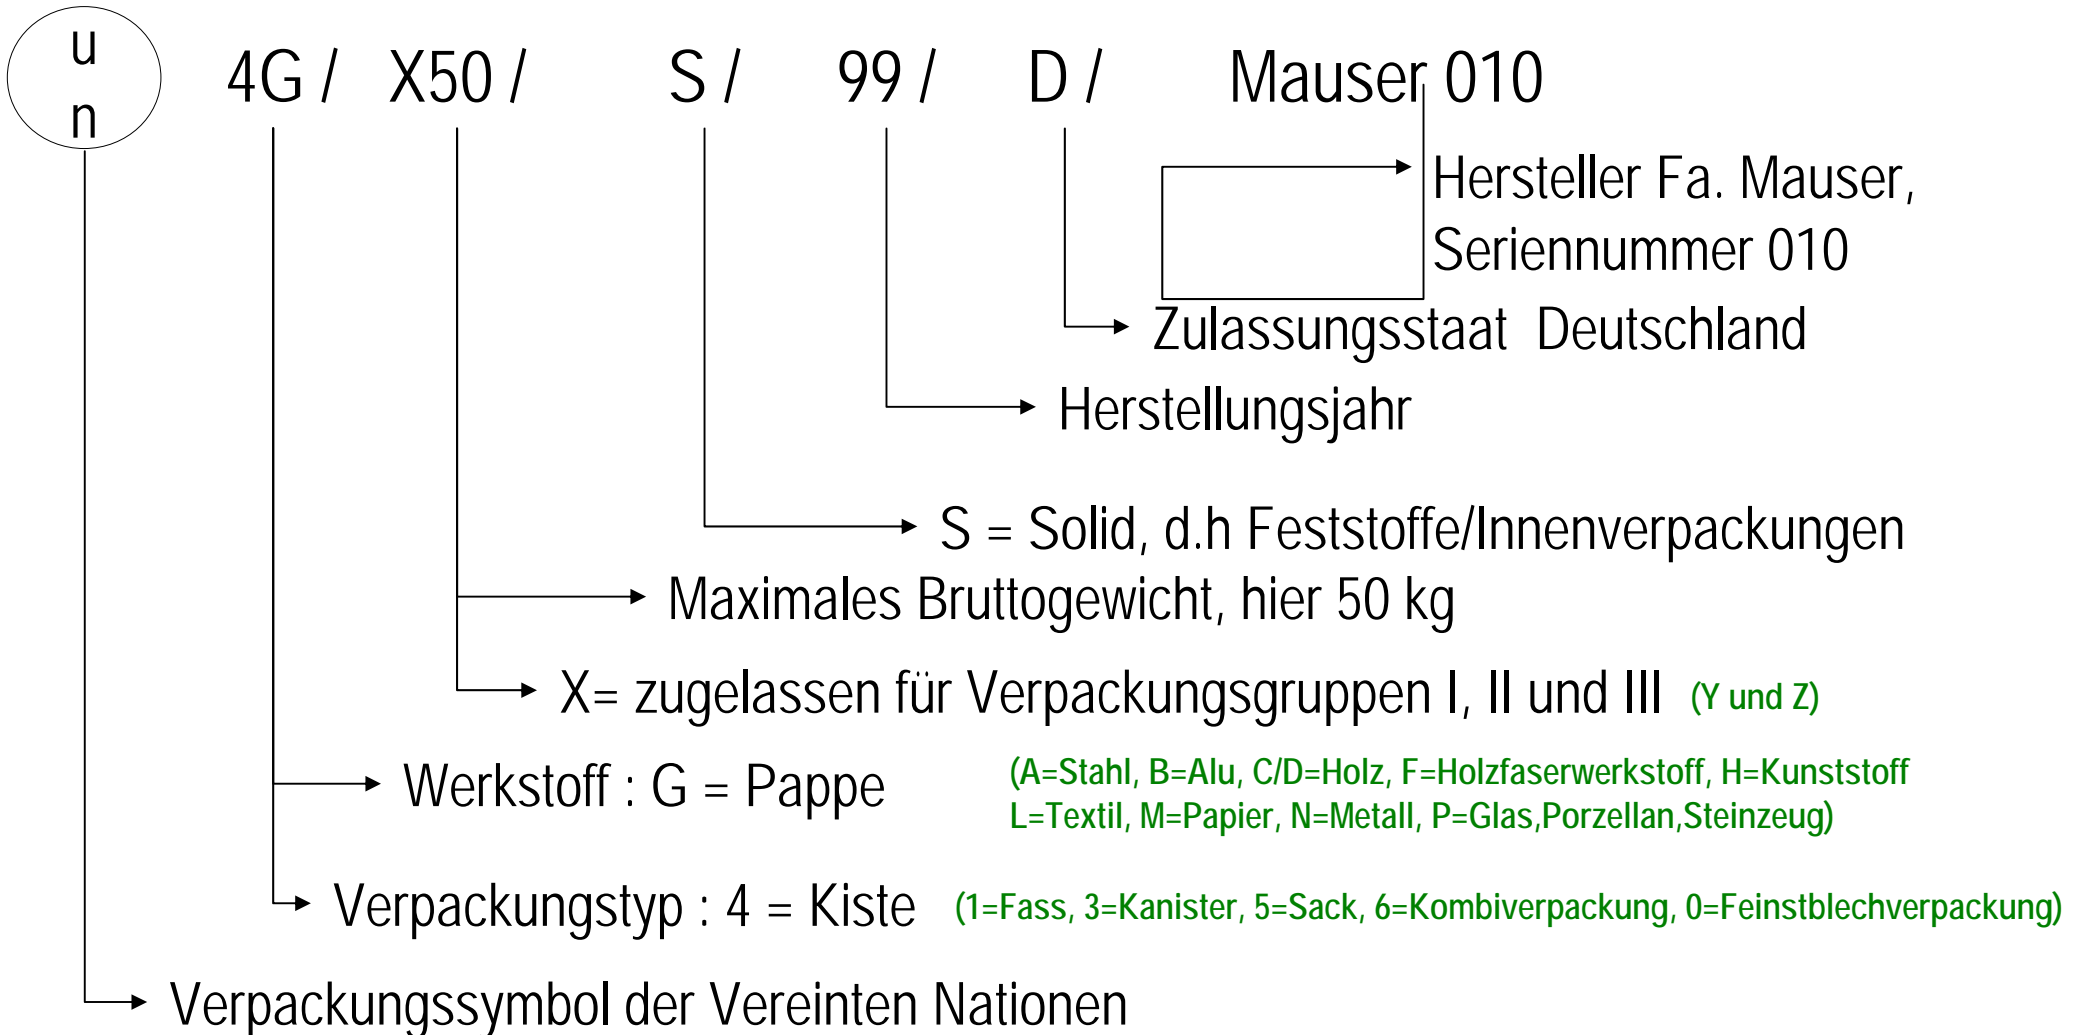 u
n
4G / X50 / S / 99 / D / Mauser 010
Hersteller Fa. Mauser,
Seriennummer 010
Zulassungsstaat Deutschland
Herstellungsjahr
S = Solid, d.h Feststoffe/Innenverpackungen
Maximales Bruttogewicht, hier 50 kg
X= zugelassen für Verpackungsgruppen I, II und III (Y und Z)
Werkstoff : G = Pappe
(A=Stahl, B=Alu, C/D=Holz, F=Holzfaserwerkstoff, H=Kunststoff
L=Textil, M=Papier, N=Metall, P=Glas,Porzellan,Steinzeug)
Verpackungstyp : 4 = Kiste (1=Fass, 3=Kanister, 5=Sack, 6=Kombiverpackung, 0=Feinstblechverpackung)
Verpackungssymbol der Vereinten Nationen